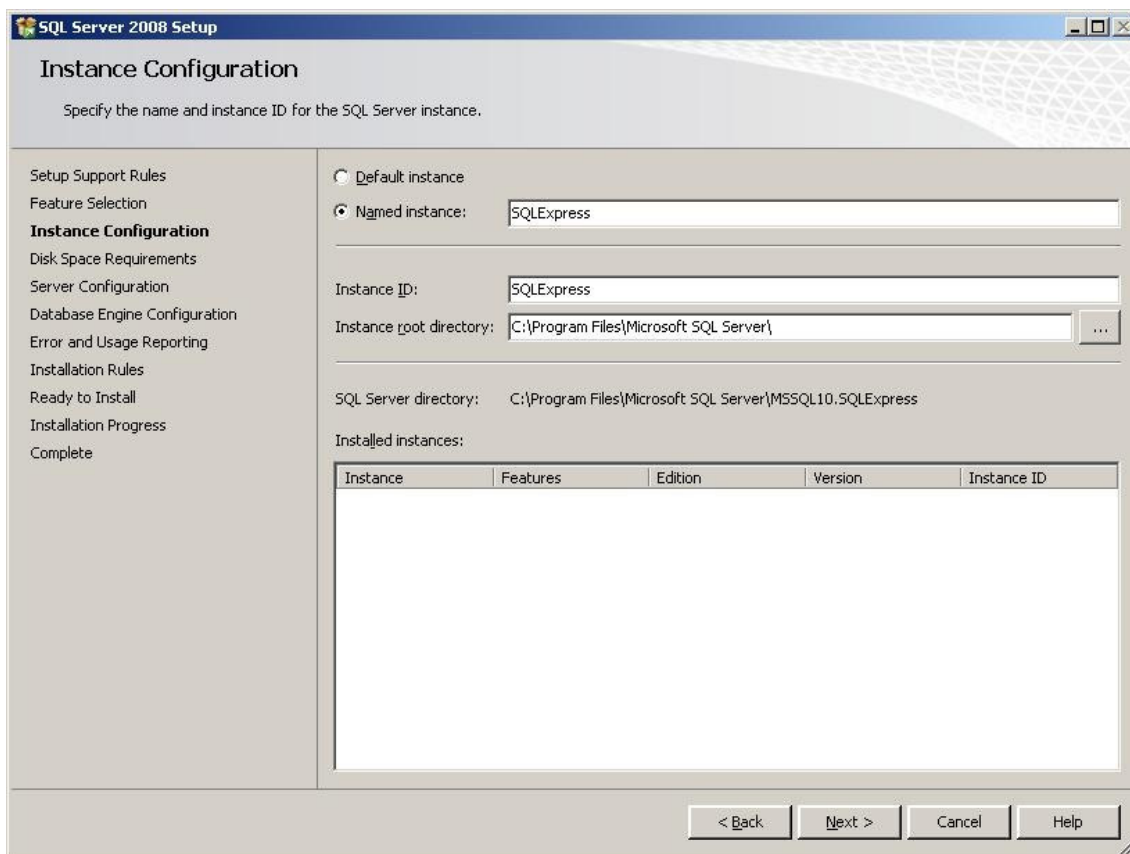 SQL Server 2008 Setup
Instance Configuration
Specify the name and instance ID for the SQL Server instance.
Setup Support Rules
Feature Selection
Instance Configuration
Disk Space Requirements
Server Configuration
Database Engine Configuration
Error and Usage Reporting
Installation Rules
Ready to Install
Installation Progress
Complete
Default instance
Named instance: SQLExpress
Instance ID: SQLExpress
Instance root directory: C:\Program Files\Microsoft SQL Server\ ...
SQL Server directory: C:\Program Files\Microsoft SQL Server\MSSQL10.SQLExpress
Installed instances:
Instance Features Edition Version Instance ID
< Back Next > Cancel Help